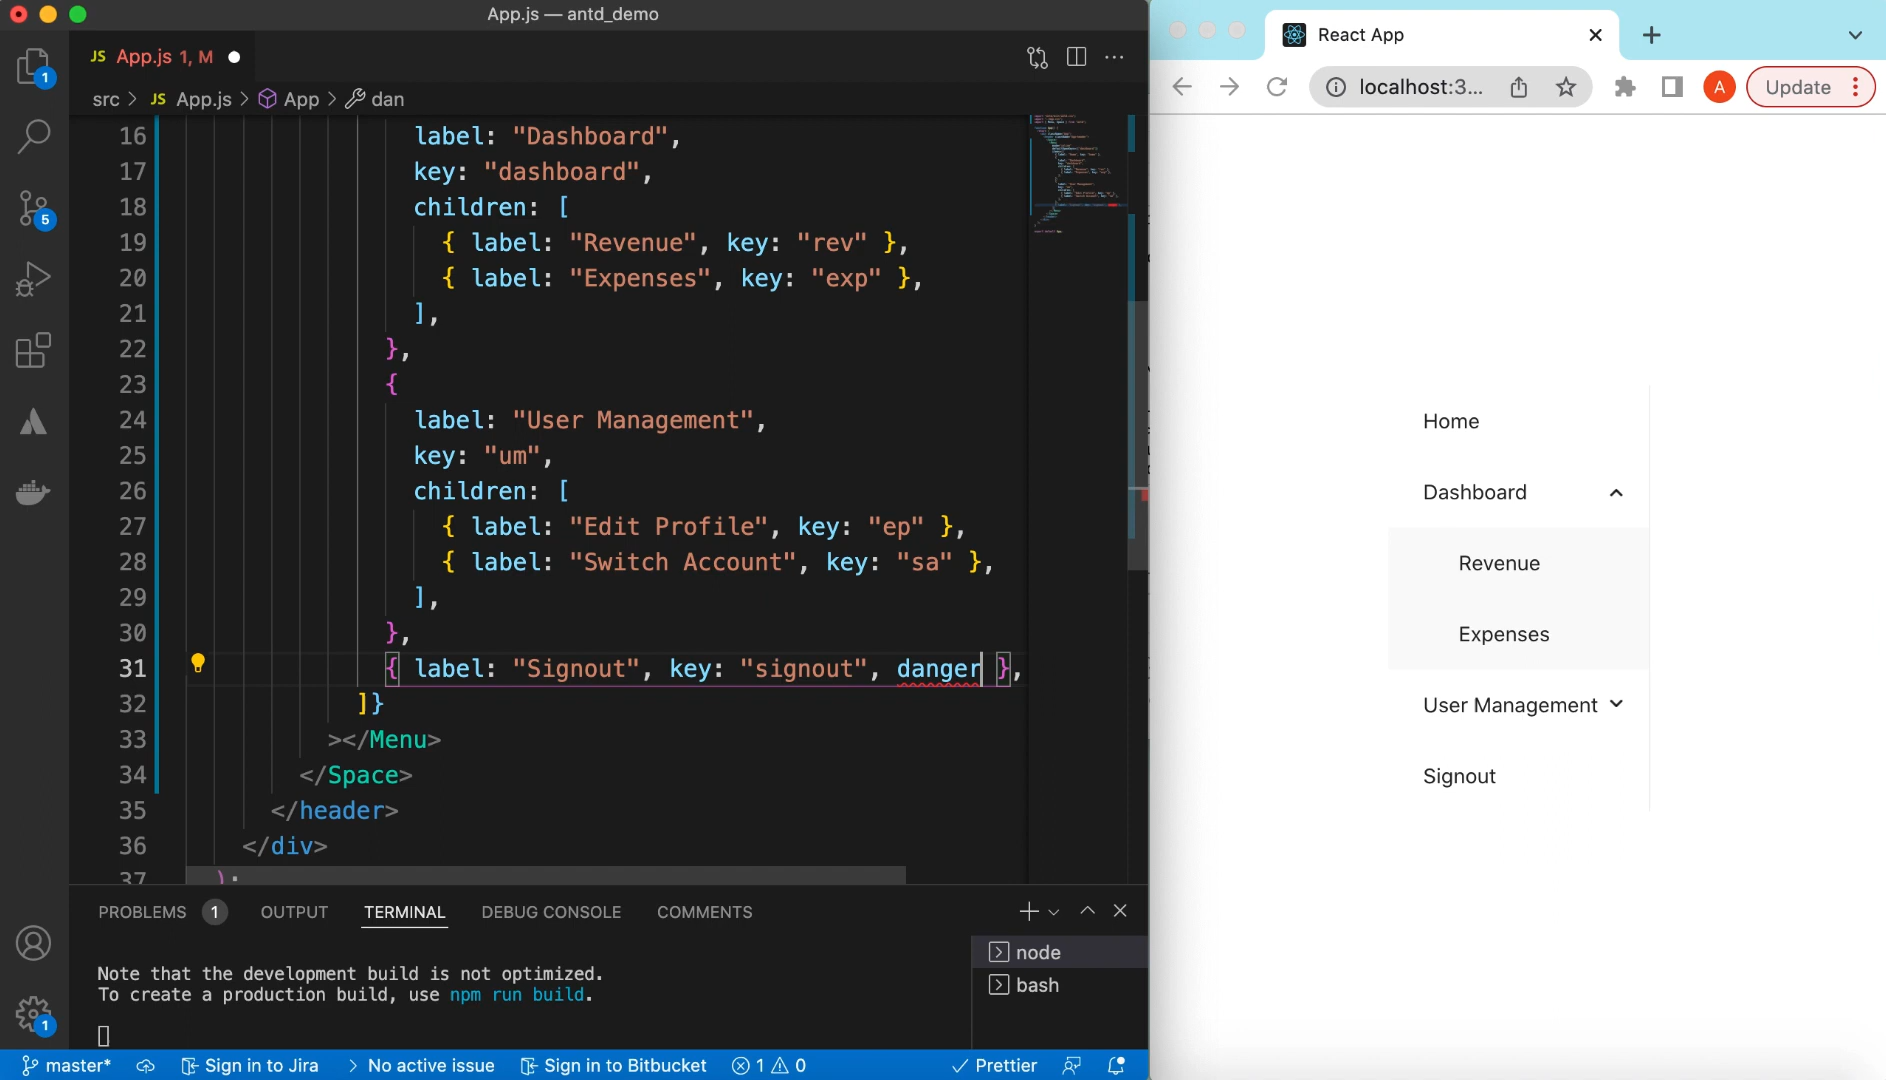 App.js — antd_demo
JS App.js 1, M
src > JS App.js > App > dan
16 label: "Dashboard",
17 key: "dashboard",
18 children: [
19 { label: "Revenue", key: "rev" },
20 { label: "Expenses", key: "exp" },
21 ],
22 },
23 {
24 label: "User Management",
25 key: "um",
26 children: [
27 { label: "Edit Profile", key: "ep" },
28 { label: "Switch Account", key: "sa" },
29 ],
30 },
31 { label: "Signout", key: "signout", danger },
32 ]}
33 ></Menu>
34 </Space>
35 </header>
36 </div>
37 );
1
5
1
PROBLEMS 1 OUTPUT TERMINAL DEBUG CONSOLE COMMENTS
Note that the development build is not optimized.
To create a production build, use npm run build.
node
bash
master* Sign in to Jira > No active issue Sign in to Bitbucket 1 0 Prettier
React App
localhost:3... A Update
Home
Dashboard
Revenue
Expenses
User Management
Signout